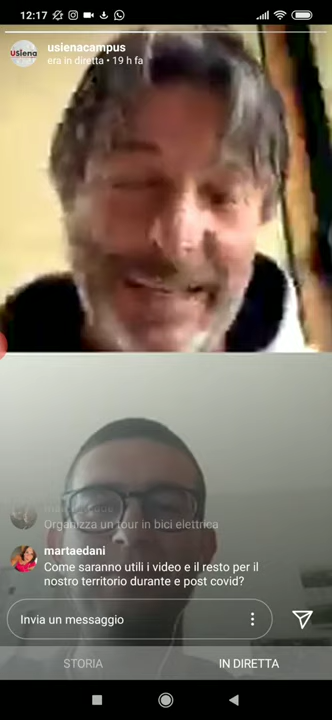 12:17
USiena
usienacampus
era in diretta • 19 h fa
Organizza un tour in bici elettrica
martaedani
Come saranno utili i video e il resto per il
nostro territorio durante e post covid?
Invia un messaggio
STORIA
IN DIRETTA